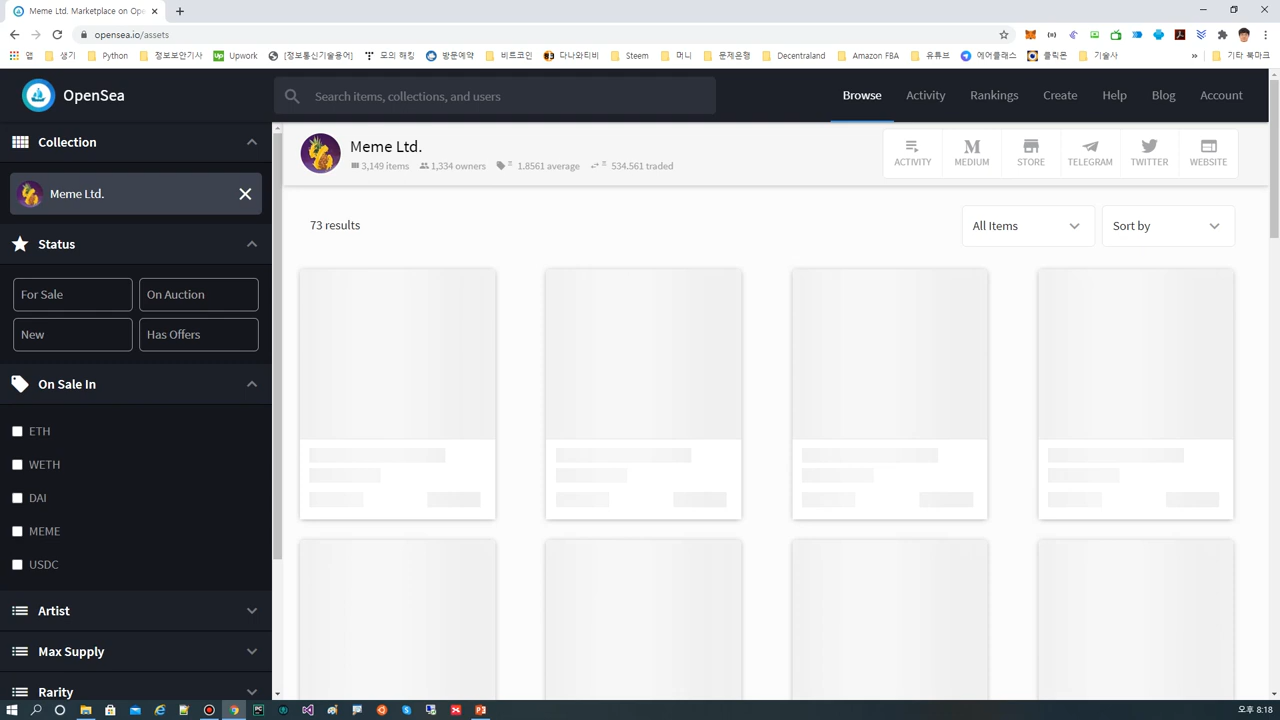 Meme Ltd. Marketplace on Ope
opensea.io/assets
앱
생기
Python
정보보안기사
Upwork
[정보통신기술용어]
모의 해킹
방문예약
비트코인
다나와티비
Steem
머니
문제은행
Decentraland
Amazon FBA
유튜브
에어클래스
클릭몬
기술사
»
기타 북마크
OpenSea
Search items, collections, and users
Browse
Activity
Rankings
Create
Help
Blog
Account
Collection
Meme Ltd.
Status
For Sale
On Auction
New
Has Offers
On Sale In
ETH
WETH
DAI
MEME
USDC
Artist
Max Supply
Rarity
Meme Ltd.
3,149 items
1,334 owners
1.8561 average
534.561 traded
ACTIVITY
MEDIUM
STORE
TELEGRAM
TWITTER
WEBSITE
73 results
All Items
Sort by
오후 8:18